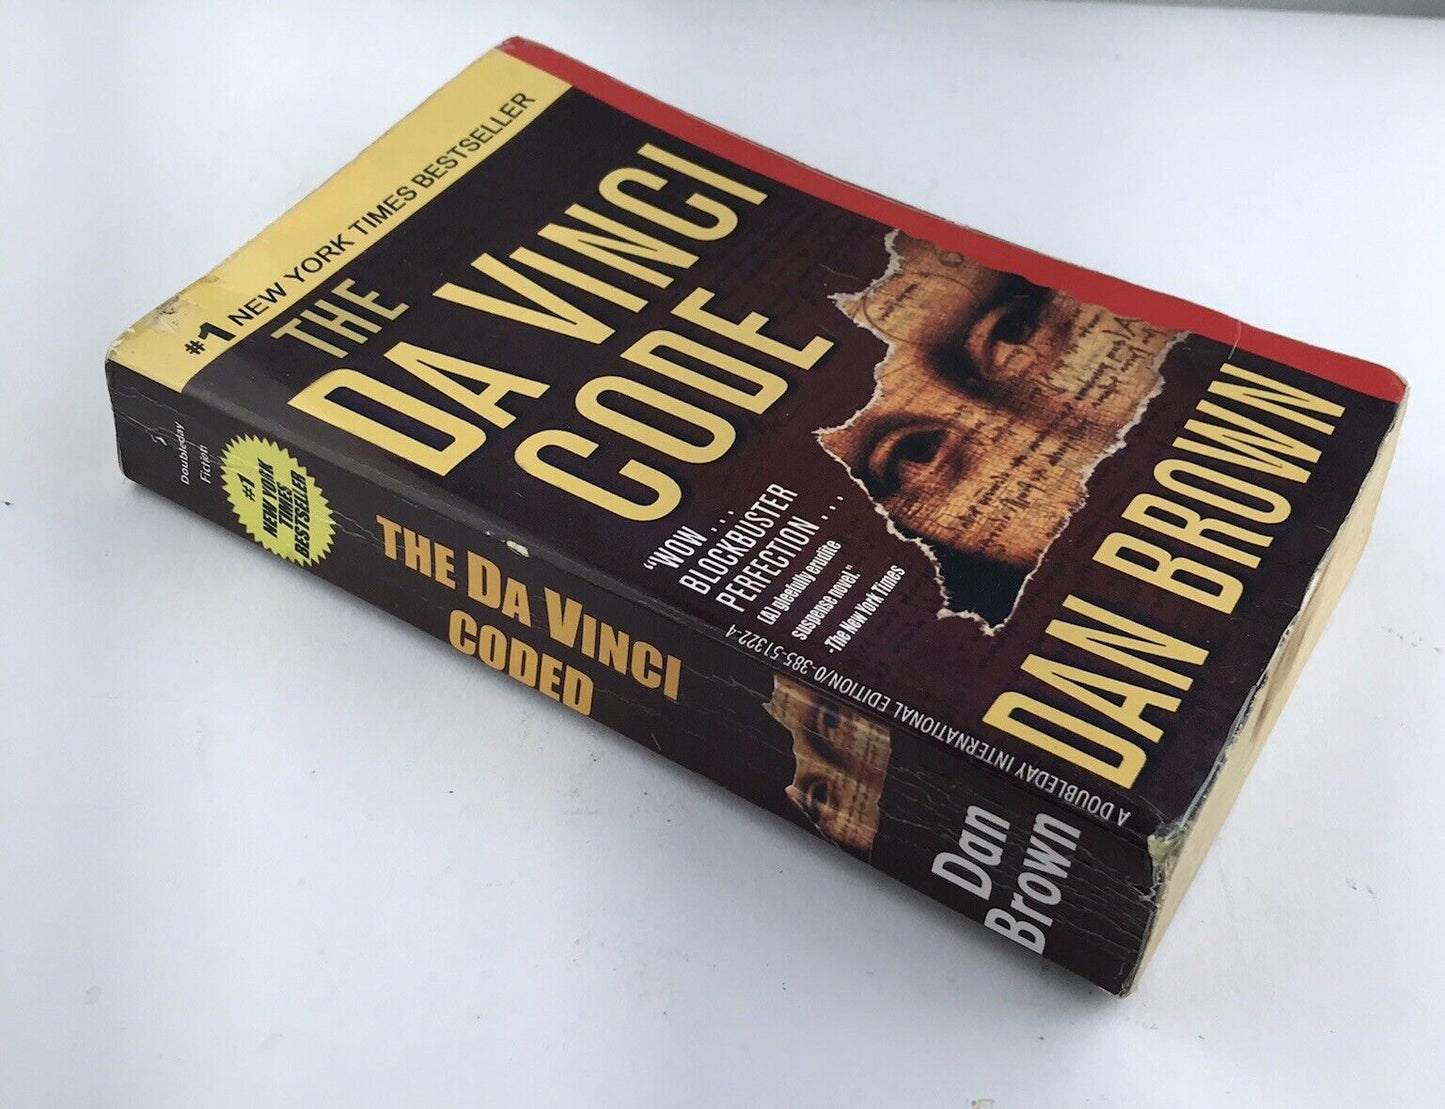 #1 NEW YORK TIMES BESTSELLER
THE
DA VINCI
CODE
"WOW ...
BLOCKBUSTER
PERFECTION ...
[A] gleefully erudite
suspense novel."
-The New York Times
DAN BROWN
A DOUBLEDAY INTERNATIONAL EDITION/0-385-51322-4
Doubleday
Fiction
#1
NEW YORK
TIMES
BESTSELLER
THE DA VINCI
CODED
Dan
Brown